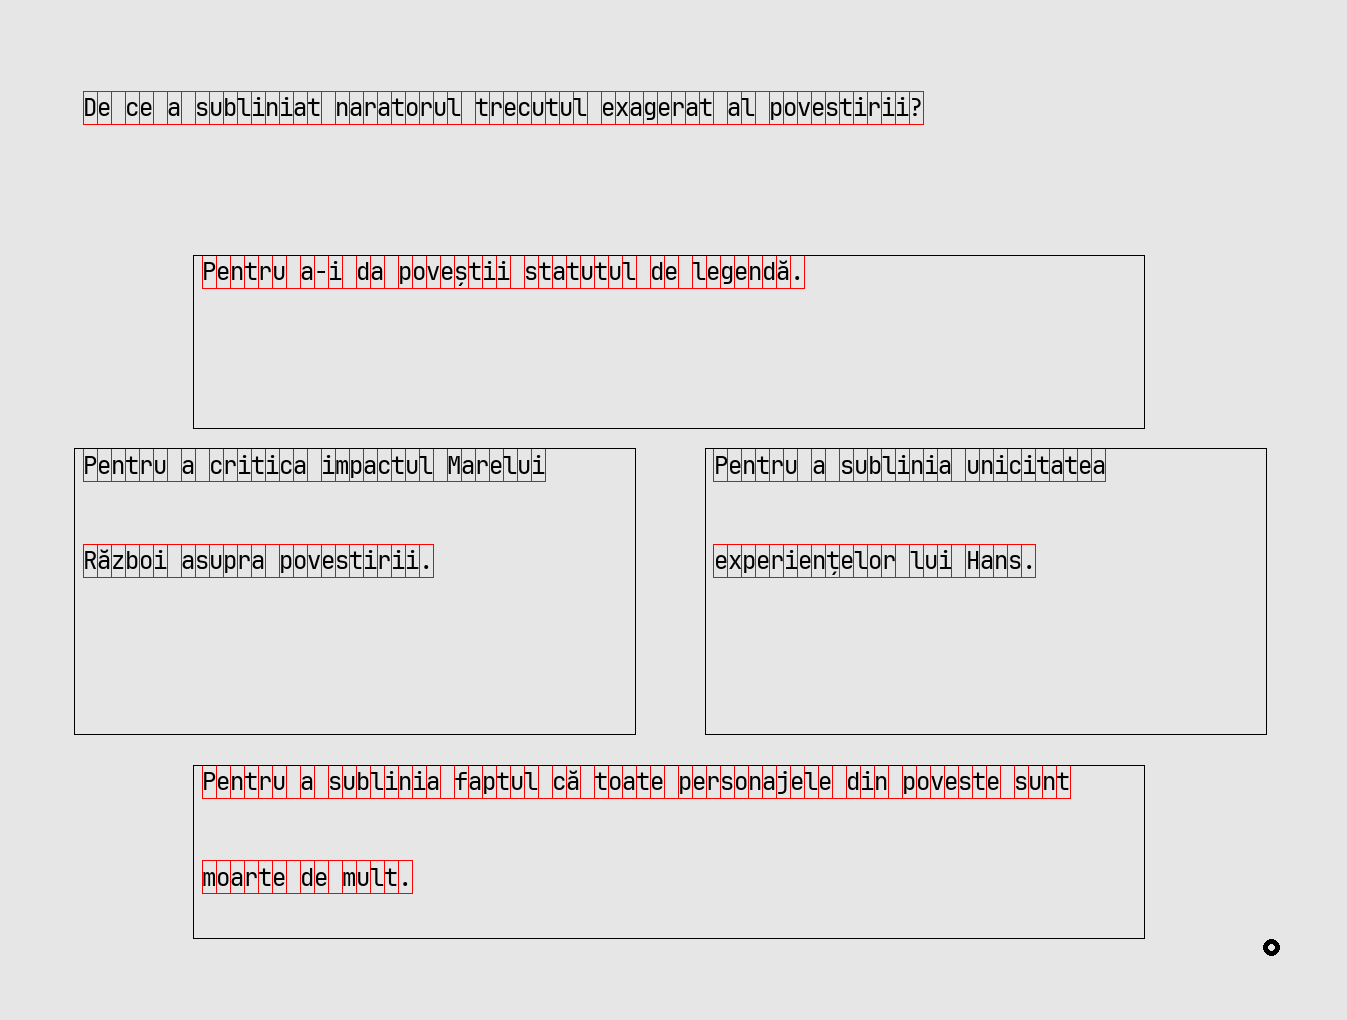 De ce a subliniat naratorul trecutul exagerat al povestirii?
Pentru a-i da poveștii statutul de legendă.
Pentru a critica impactul Marelui
Război asupra povestirii.
Pentru a sublinia unicitatea
experiențelor lui Hans.
Pentru a sublinia faptul că toate personajele din poveste sunt
moarte de mult.